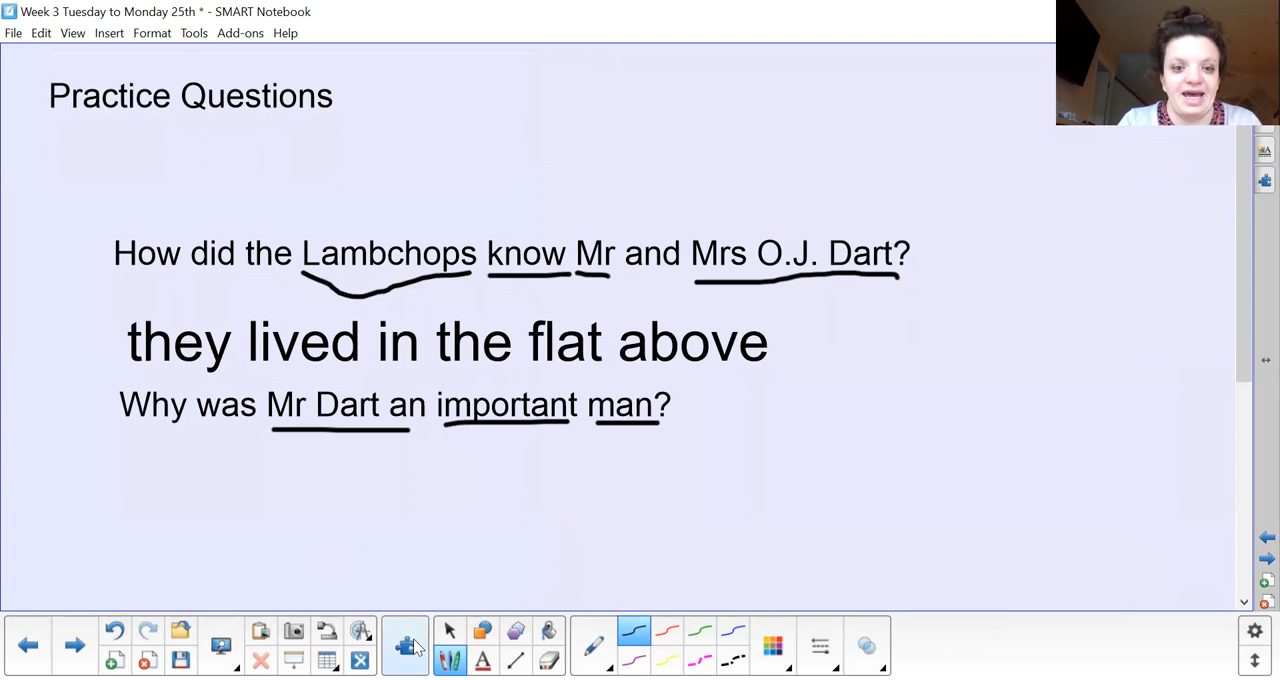 Week 3 Tuesday to Monday 25th * - SMART Notebook
File Edit View Insert Format Tools Add-ons Help
Practice Questions
How did the Lambchops know Mr and Mrs O.J. Dart?
they lived in the flat above
Why was Mr Dart an important man?